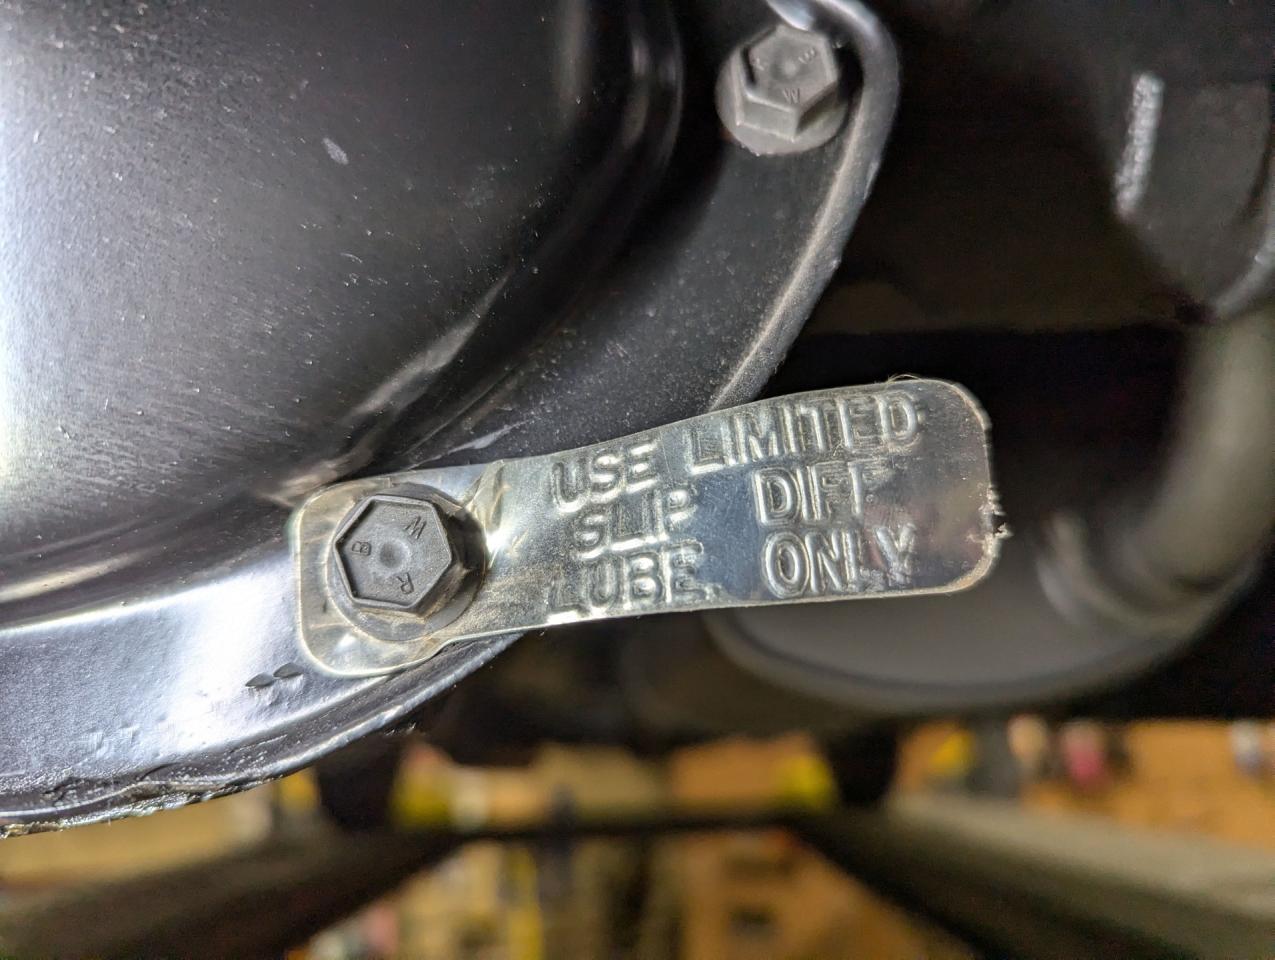 USE LIMITED
SLIP DIFF
LUBE ONLY
R B W
W